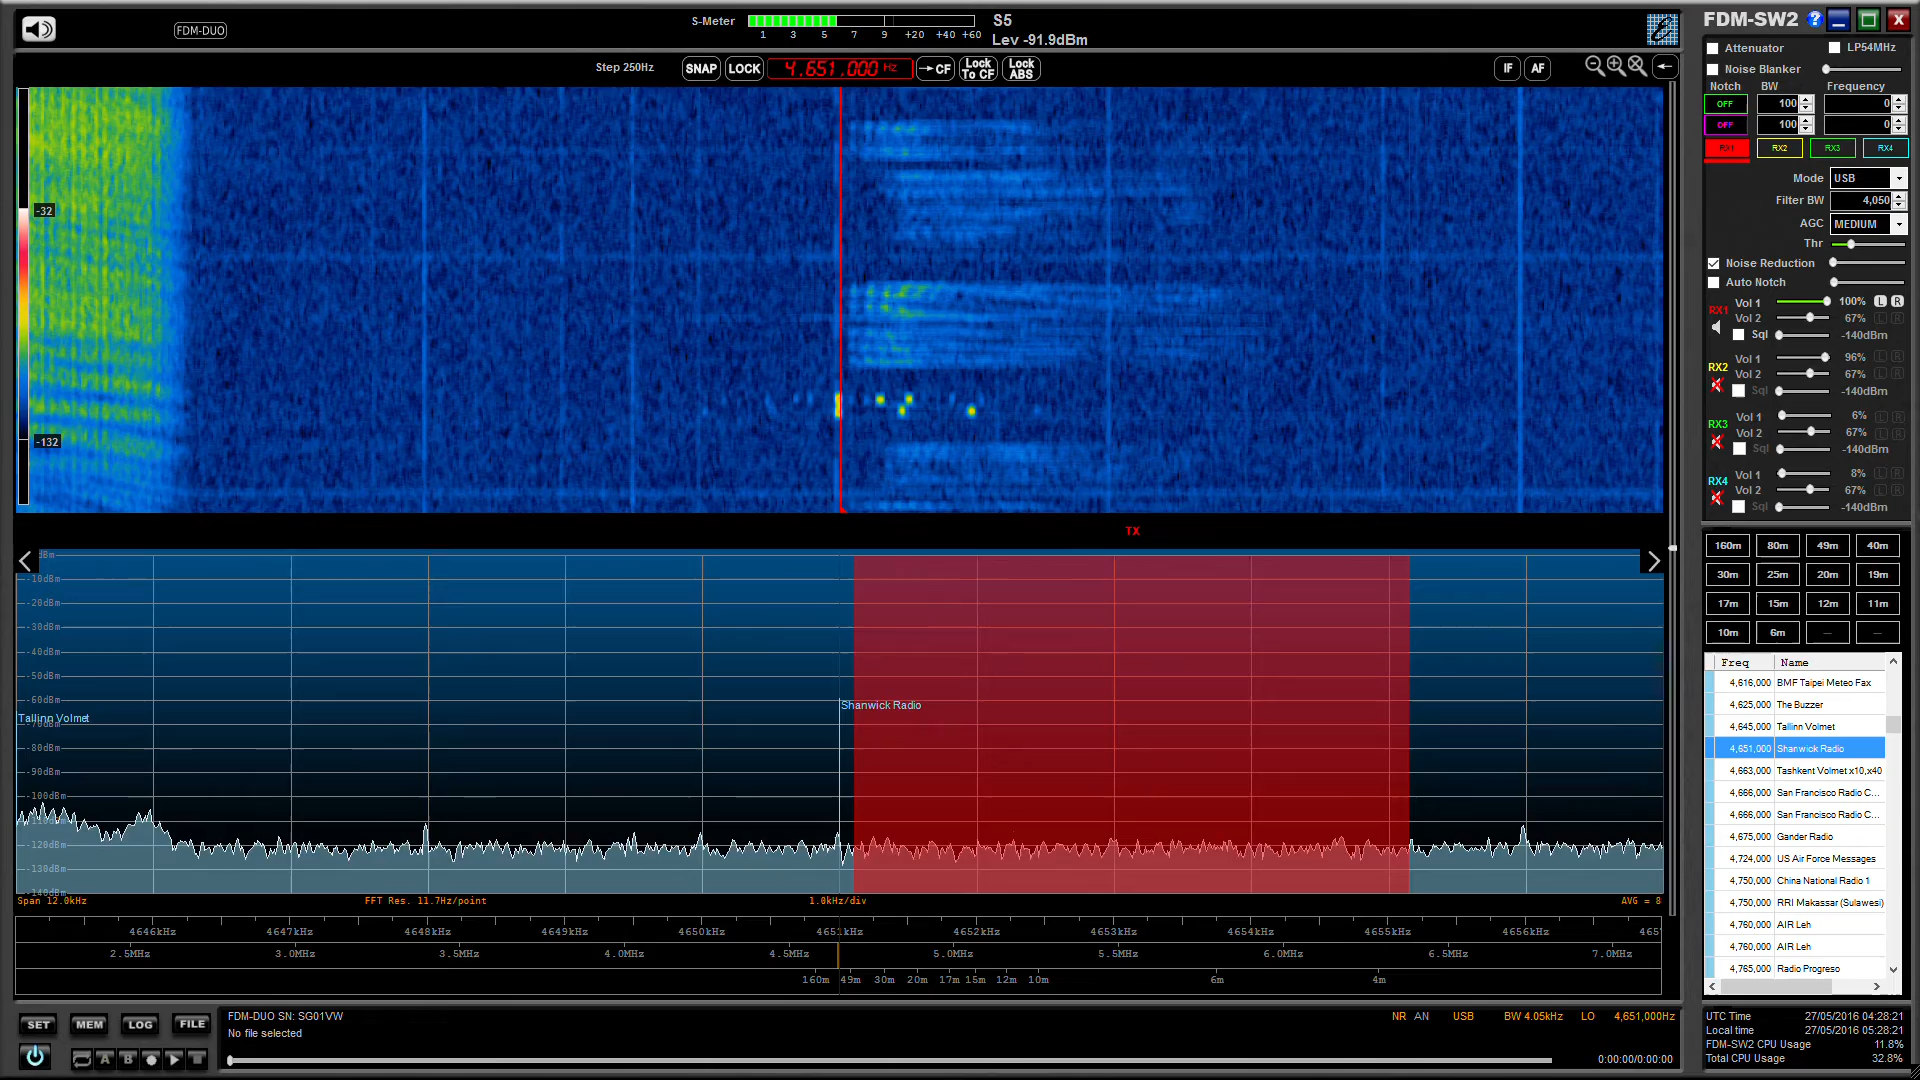 FDM-DUO
S-Meter
1 3 5 7 9 +20 +40 +60
S5
Lev -91.9dBm
FDM-SW2
?
X
Step 250Hz
SNAP
LOCK
4.651.000 Hz
→CF
Lock To CF
Lock ABS
IF
AF
-32
-132
TX
dBm
-10dBm
-20dBm
-30dBm
-40dBm
-50dBm
-60dBm
-70dBm
-80dBm
-90dBm
-100dBm
-110dBm
-120dBm
-130dBm
-140dBm
Tallinn Volmet
Shanwick Radio
Span 12.0kHz
FFT Res. 11.7Hz/point
1.0kHz/div
AVG = 8
4646kHz 4647kHz 4648kHz 4649kHz 4650kHz 4651kHz 4652kHz 4653kHz 4654kHz 4655kHz 4656kHz 465
2.5MHz 3.0MHz 3.5MHz 4.0MHz 4.5MHz 5.0MHz 5.5MHz 6.0MHz 6.5MHz 7.0MHz
160m 49m 30m 20m 17m 15m 12m 10m 6m 4m
SET
MEM
LOG
FILE
A
B
FDM-DUO SN: SG01VW
No file selected
NR AN USB BW 4.05kHz LO 4,651,000Hz
0:00:00/0:00:00
Attenuator
LP54MHz
Noise Blanker
Notch BW Frequency
OFF 100 0
OFF 100 0
RX1 RX2 RX3 RX4
Mode USB
Filter BW 4,050
AGC MEDIUM
Thr
Noise Reduction
Auto Notch
RX1
Vol 1 100% L R
Vol 2 67% L R
Sql -140dBm
RX2
Vol 1 96% L R
Vol 2 67% L R
Sql -140dBm
RX3
Vol 1 6% L R
Vol 2 67% L R
Sql -140dBm
RX4
Vol 1 8% L R
Vol 2 67% L R
Sql -140dBm
160m 80m 49m 40m
30m 25m 20m 19m
17m 15m 12m 11m
10m 6m --- ---
Freq Name
4,616,000 BMF Taipei Meteo Fax
4,625,000 The Buzzer
4,645,000 Tallinn Volmet
4,651,000 Shanwick Radio
4,663,000 Tashkent Volmet x10,x40
4,666,000 San Francisco Radio C...
4,666,000 San Francisco Radio C...
4,675,000 Gander Radio
4,724,000 US Air Force Messages
4,750,000 China National Radio 1
4,750,000 RRI Makassar (Sulawesi)
4,760,000 AIR Leh
4,760,000 AIR Leh
4,765,000 Radio Progreso
UTC Time 27/05/2016 04:28:21
Local time 27/05/2016 05:28:21
FDM-SW2 CPU Usage 11.8%
Total CPU Usage 32.8%